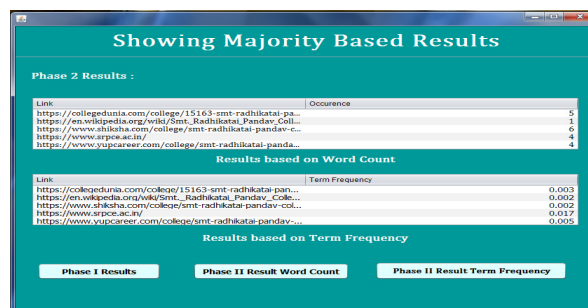 Showing Majority Based Results
Phase 2 Results :
Link Occurence
https://collegedunia.com/college/15163-smt-radhikatai-pa... 5
https://en.wikipedia.org/wiki/Smt._Radhikatai_Pandav_Coll... 1
https://www.shiksha.com/college/smt-radhikatai-pandav-c... 6
https://www.srpce.ac.in/ 4
https://www.yupcareer.com/college/smt-radhikatai-panda... 4
Results based on Word Count
Link Term Frequency
https://collegedunia.com/college/15163-smt-radhikatai-pan... 0.003
https://en.wikipedia.org/wiki/Smt._Radhikatai_Pandav_Colle... 0.002
https://www.shiksha.com/college/smt-radhikatai-pandav-col... 0.002
https://www.srpce.ac.in/ 0.017
https://www.yupcareer.com/college/smt-radhikatai-pandav-... 0.005
Results based on Term Frequency
Phase I Results Phase II Result Word Count Phase II Result Term Frequency